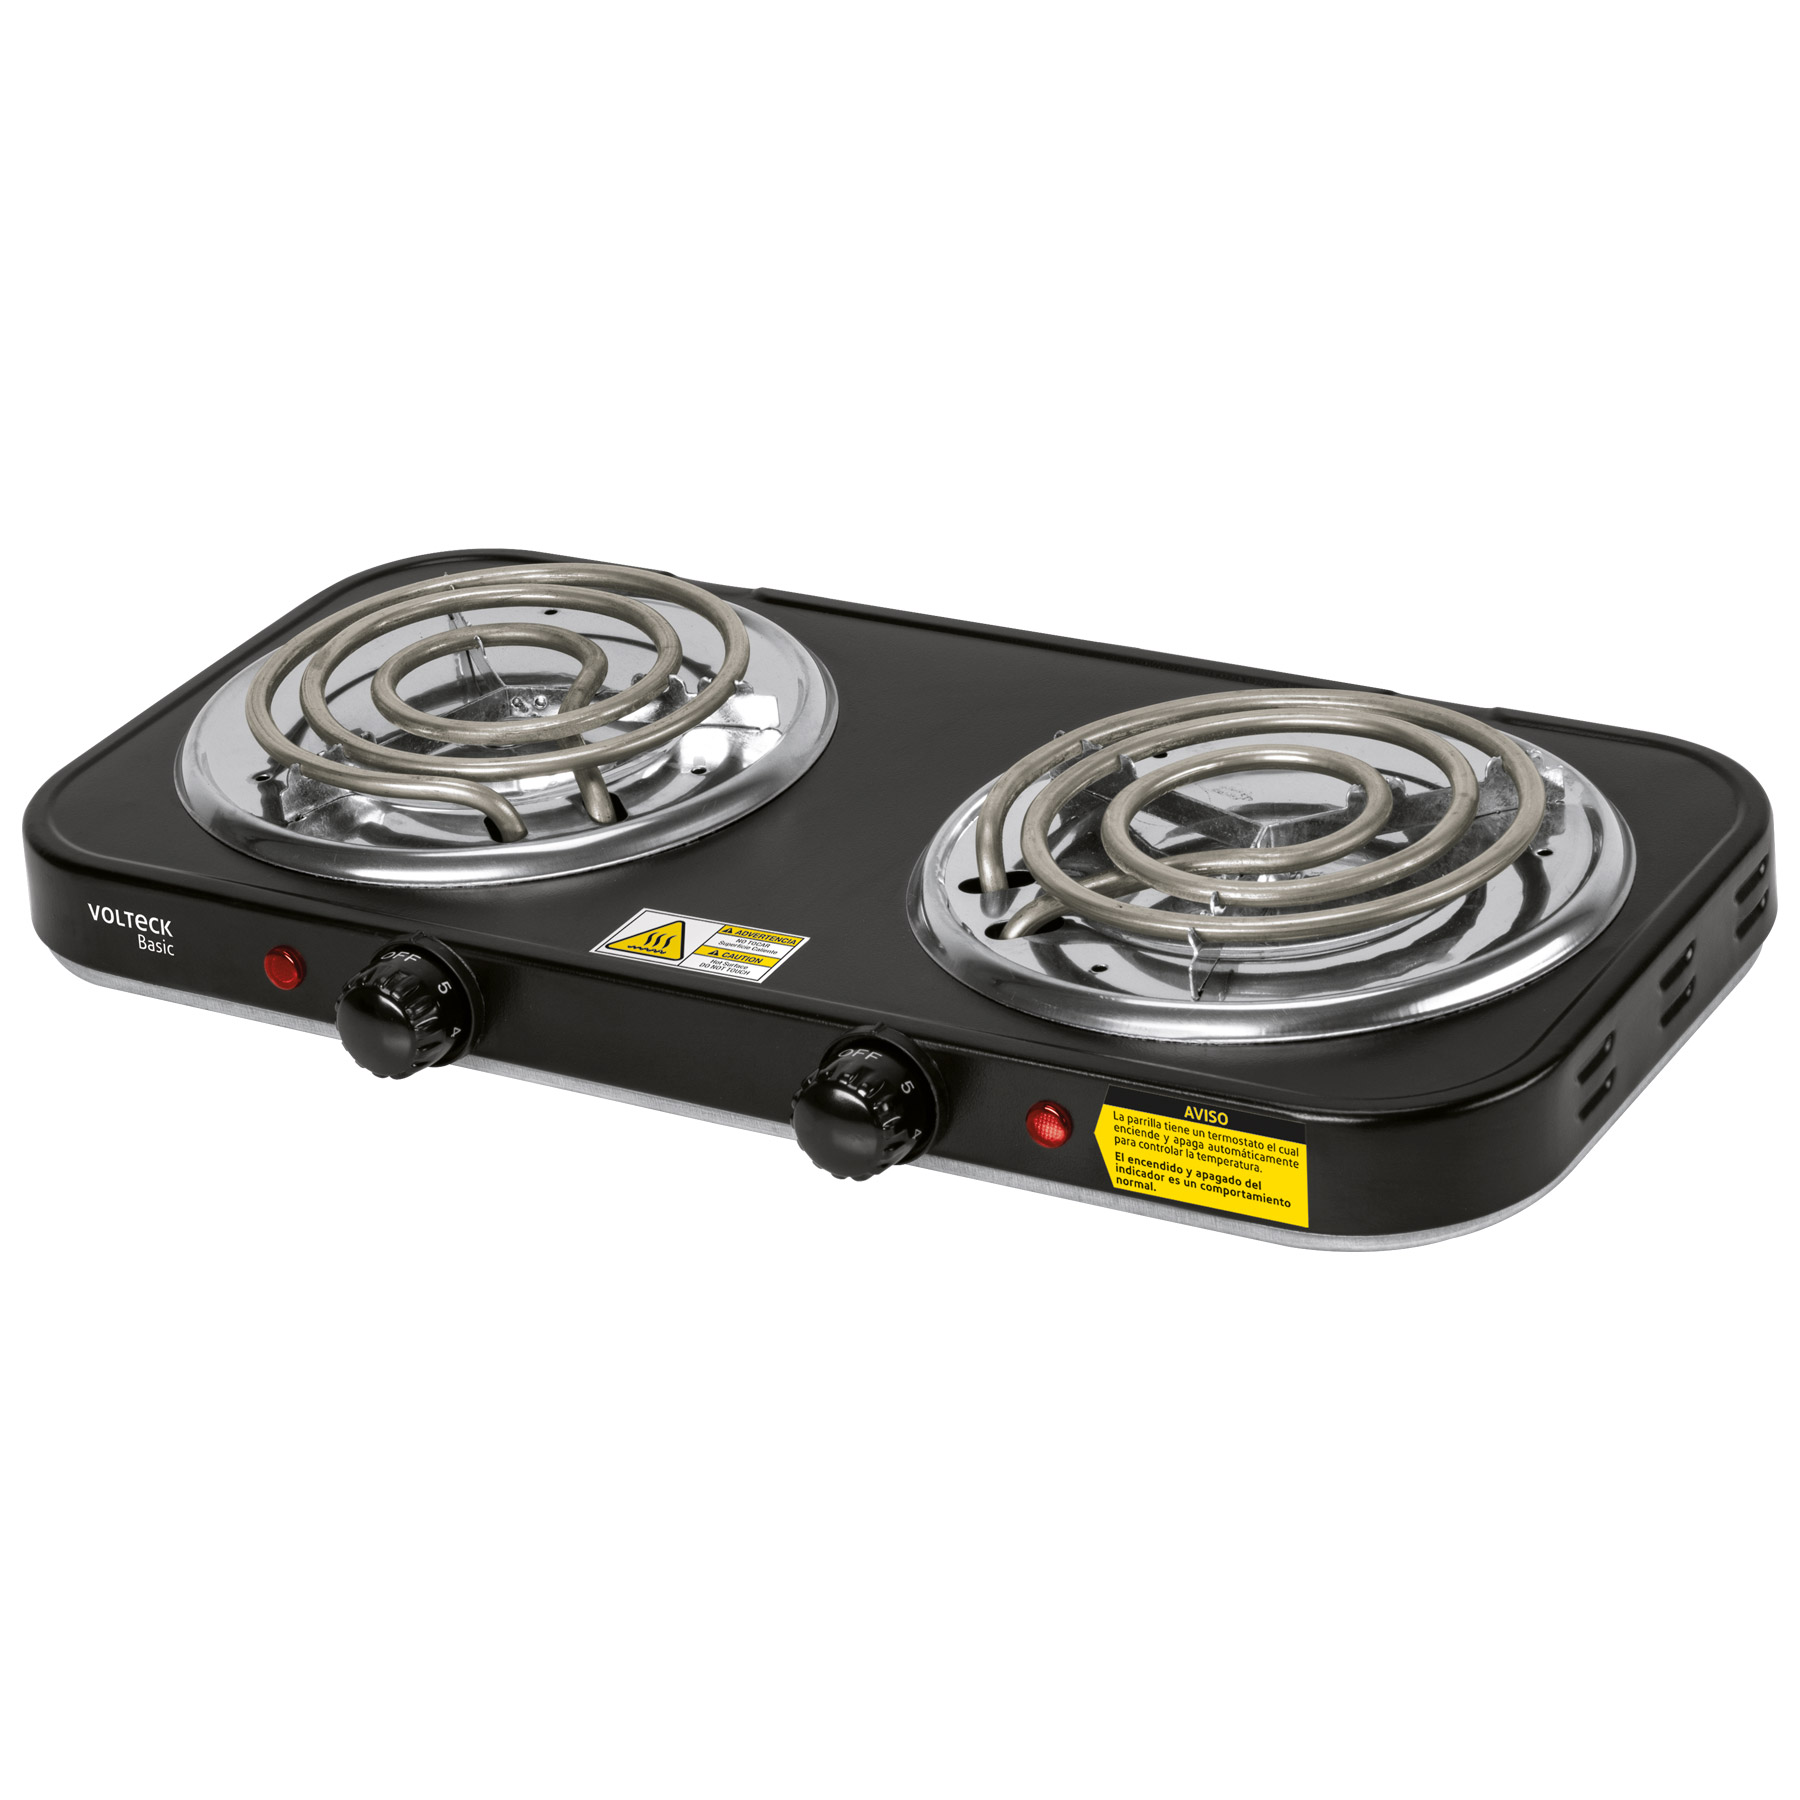 VOLTECK
Basic
OFF
5
4
ADVERTENCIA
NO TOCAR
Superficie Caliente
CAUTION
Hot Surface
DO NOT TOUCH
OFF
5
4
AVISO
La parrilla tiene un termostato el cual
enciende y apaga automáticamente
para controlar la temperatura.
El encendido y apagado del
indicador es un comportamiento
normal.